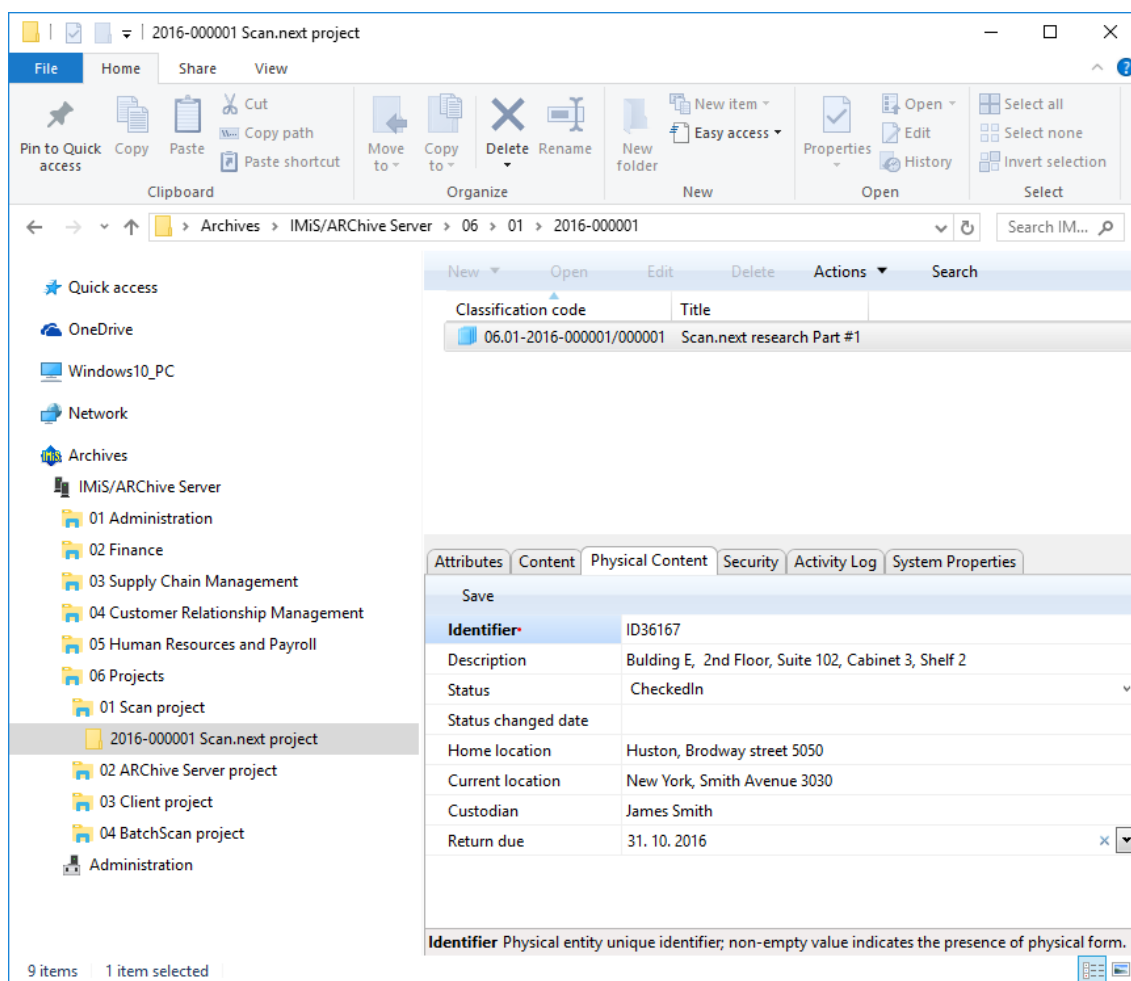 2016-000001 Scan.next project
File Home Share View
Pin to Quick access
Copy
Paste
Cut
Copy path
Paste shortcut
Clipboard
Move to
Copy to
Delete
Rename
Organize
New folder
New item
Easy access
New
Properties
Open
Edit
History
Open
Select all
Select none
Invert selection
Select
Archives > IMiS/ARChive Server > 06 > 01 > 2016-000001
Search IM...
Quick access
OneDrive
Windows10_PC
Network
Archives
IMiS/ARChive Server
01 Administration
02 Finance
03 Supply Chain Management
04 Customer Relationship Management
05 Human Resources and Payroll
06 Projects
01 Scan project
2016-000001 Scan.next project
02 ARChive Server project
03 Client project
04 BatchScan project
Administration
New Open Edit Delete Actions Search
Classification code Title
06.01-2016-000001/000001 Scan.next research Part #1
Attributes Content Physical Content Security Activity Log System Properties
Save
Identifier ID36167
Description Bulding E, 2nd Floor, Suite 102, Cabinet 3, Shelf 2
Status CheckedIn
Status changed date
Home location Huston, Brodway street 5050
Current location New York, Smith Avenue 3030
Custodian James Smith
Return due 31. 10. 2016
Identifier Physical entity unique identifier; non-empty value indicates the presence of physical form.
9 items 1 item selected